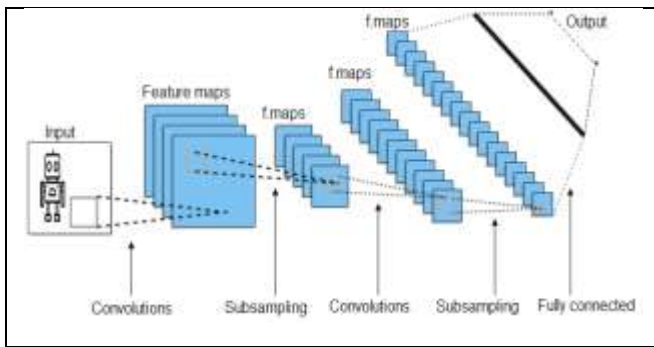 f.maps
Output
f.maps
Feature maps
f.maps
Input
Convolutions
Subsampling
Convolutions
Subsampling
Fully connected